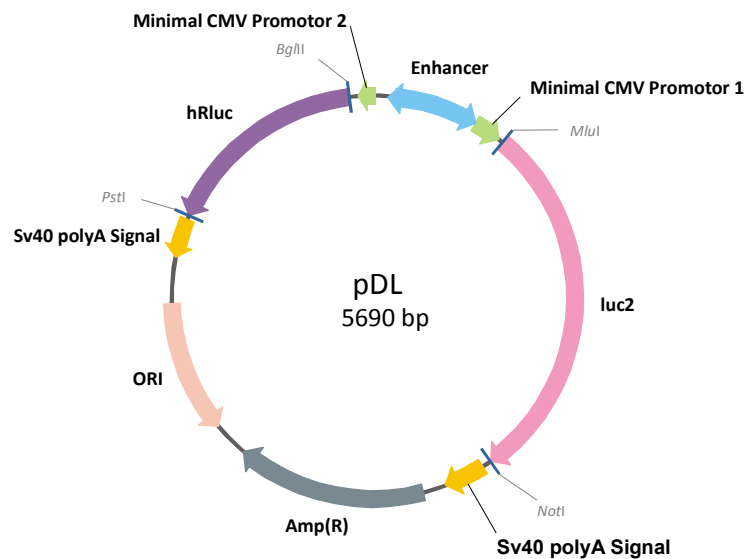 Minimal CMV Promotor 2
BglII
Enhancer
Minimal CMV Promotor 1
hRluc
MluI
PstI
Sv40 polyA Signal
pDL
5690 bp
luc2
ORI
NotI
Amp(R)
Sv40 polyA Signal